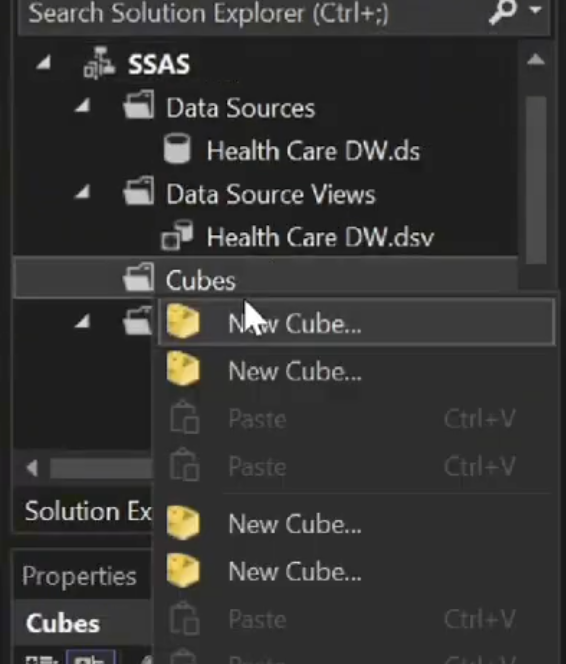 Search Solution Explorer (Ctrl+;)
SSAS
Data Sources
Health Care DW.ds
Data Source Views
Health Care DW.dsv
Cubes
New Cube...
New Cube...
Paste Ctrl+V
Paste Ctrl+V
Solution Ex
New Cube...
New Cube...
Properties
Cubes
Paste Ctrl+V